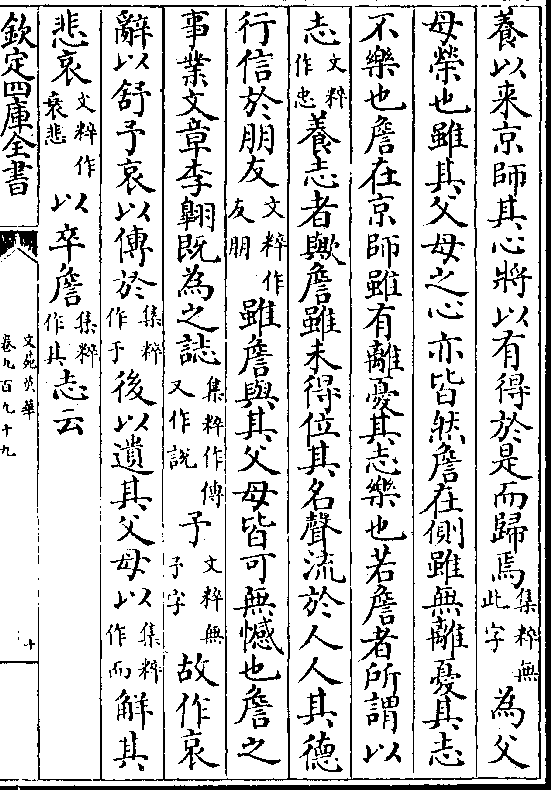 養以来京師其心將以有得於是而歸焉集粹無此字為父
母榮也雖其父母之心亦皆然詹在側雖無離憂其志
不樂也詹在京師雖有離憂其志樂也若詹者所謂以
志文粹作忠養志者歟詹雖未得位其名聲流於人人其德
行信於朋友文粹作友朋雖詹與其父母皆可無憾也詹之
事業文章李翺既為之誌集粹作傳又作説予文粹無予字故作哀
辭以舒予哀以傳於集粹作于後以遺其父母以集粹作而解其
悲哀文粹作哀悲以卒詹集粹作其志云
欽定四庫全書
文苑英華
卷九百九十九
十